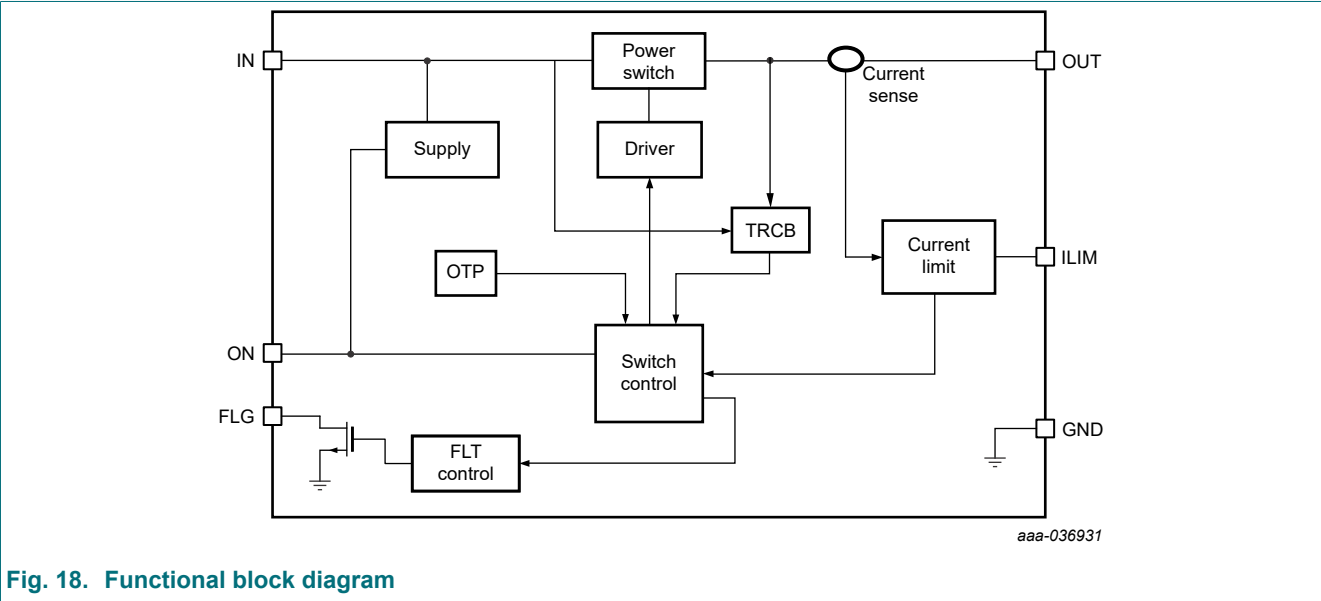 IN
Power
switch
OUT
Current
sense
Supply
Driver
TRCB
Current
limit
ILIM
OTP
ON
Switch
control
FLG
GND
FLT
control
aaa-036931
Fig. 18. Functional block diagram